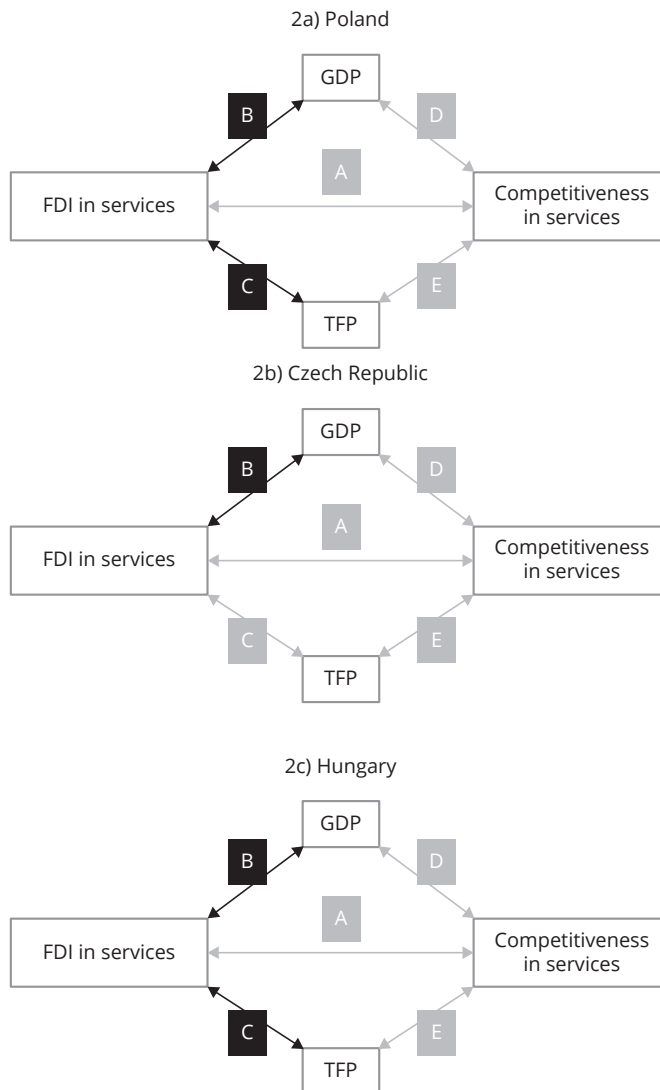 2a) Poland
GDP
B
D
A
FDI in services
Competitiveness
in services
C
E
TFP
2b) Czech Republic
GDP
B
D
A
FDI in services
Competitiveness
in services
C
E
TFP
2c) Hungary
GDP
B
D
A
FDI in services
Competitiveness
in services
C
E
TFP